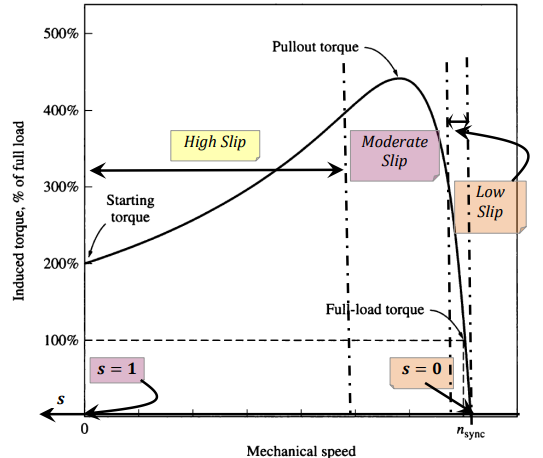 500%
Pullout torque
400%
High Slip
Moderate
Slip
300%
Low
Slip
Starting
torque
200%
Full-load torque
100%
s = 1
s = 0
s
0
n_sync
Mechanical speed
Induced torque, % of full load